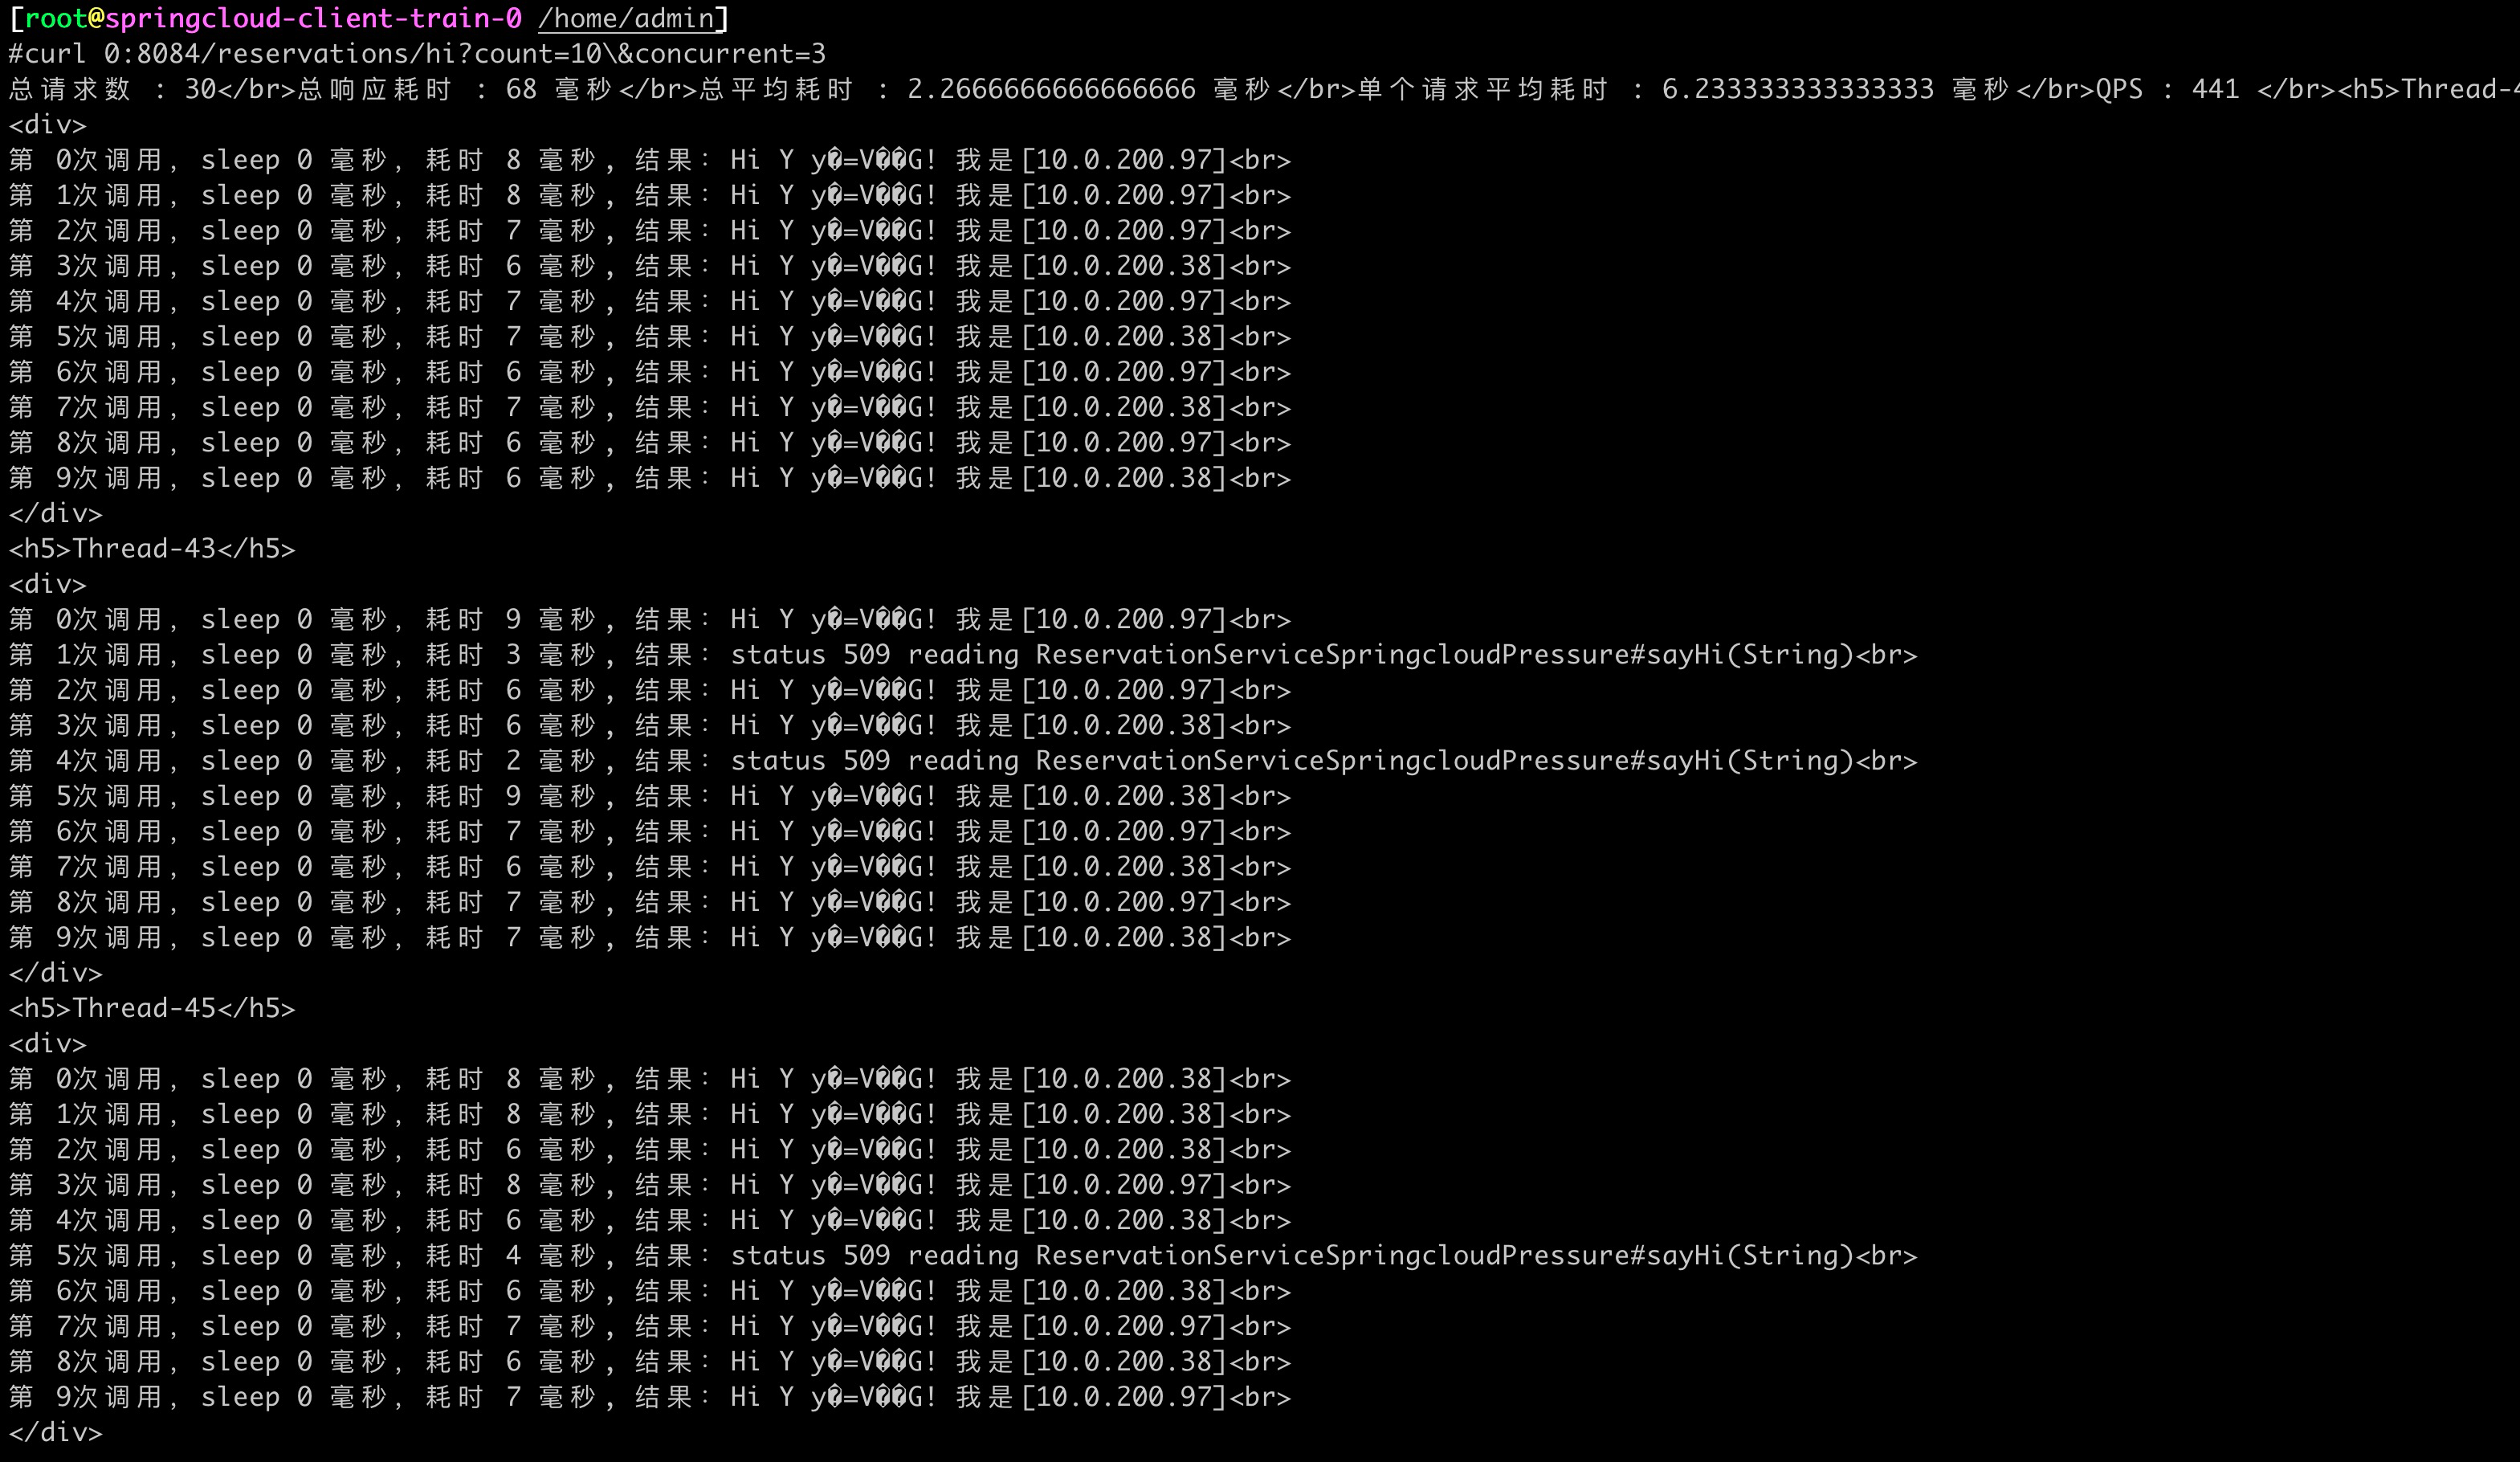 [root@springcloud-client-train-0 /home/admin]
#curl 0:8084/reservations/hi?count=10\&concurrent=3
总请求数 : 30</br>总响应耗时 : 68 毫秒</br>总平均耗时 : 2.2666666666666666 毫秒</br>单个请求平均耗时 : 6.233333333333333 毫秒</br>QPS : 441 </br><h5>Thread-4
<div>
第 0次调用, sleep 0 毫秒, 耗时 8 毫秒, 结果: Hi Y y�=V��G! 我是[10.0.200.97]<br>
第 1次调用, sleep 0 毫秒, 耗时 8 毫秒, 结果: Hi Y y�=V��G! 我是[10.0.200.97]<br>
第 2次调用, sleep 0 毫秒, 耗时 7 毫秒, 结果: Hi Y y�=V��G! 我是[10.0.200.97]<br>
第 3次调用, sleep 0 毫秒, 耗时 6 毫秒, 结果: Hi Y y�=V��G! 我是[10.0.200.38]<br>
第 4次调用, sleep 0 毫秒, 耗时 7 毫秒, 结果: Hi Y y�=V��G! 我是[10.0.200.97]<br>
第 5次调用, sleep 0 毫秒, 耗时 7 毫秒, 结果: Hi Y y�=V��G! 我是[10.0.200.38]<br>
第 6次调用, sleep 0 毫秒, 耗时 6 毫秒, 结果: Hi Y y�=V��G! 我是[10.0.200.97]<br>
第 7次调用, sleep 0 毫秒, 耗时 7 毫秒, 结果: Hi Y y�=V��G! 我是[10.0.200.38]<br>
第 8次调用, sleep 0 毫秒, 耗时 6 毫秒, 结果: Hi Y y�=V��G! 我是[10.0.200.97]<br>
第 9次调用, sleep 0 毫秒, 耗时 6 毫秒, 结果: Hi Y y�=V��G! 我是[10.0.200.38]<br>
</div>
<h5>Thread-43</h5>
<div>
第 0次调用, sleep 0 毫秒, 耗时 9 毫秒, 结果: Hi Y y�=V��G! 我是[10.0.200.97]<br>
第 1次调用, sleep 0 毫秒, 耗时 3 毫秒, 结果: status 509 reading ReservationServiceSpringcloudPressure#sayHi(String)<br>
第 2次调用, sleep 0 毫秒, 耗时 6 毫秒, 结果: Hi Y y�=V��G! 我是[10.0.200.97]<br>
第 3次调用, sleep 0 毫秒, 耗时 6 毫秒, 结果: Hi Y y�=V��G! 我是[10.0.200.38]<br>
第 4次调用, sleep 0 毫秒, 耗时 2 毫秒, 结果: status 509 reading ReservationServiceSpringcloudPressure#sayHi(String)<br>
第 5次调用, sleep 0 毫秒, 耗时 9 毫秒, 结果: Hi Y y�=V��G! 我是[10.0.200.38]<br>
第 6次调用, sleep 0 毫秒, 耗时 7 毫秒, 结果: Hi Y y�=V��G! 我是[10.0.200.97]<br>
第 7次调用, sleep 0 毫秒, 耗时 6 毫秒, 结果: Hi Y y�=V��G! 我是[10.0.200.38]<br>
第 8次调用, sleep 0 毫秒, 耗时 7 毫秒, 结果: Hi Y y�=V��G! 我是[10.0.200.97]<br>
第 9次调用, sleep 0 毫秒, 耗时 7 毫秒, 结果: Hi Y y�=V��G! 我是[10.0.200.38]<br>
</div>
<h5>Thread-45</h5>
<div>
第 0次调用, sleep 0 毫秒, 耗时 8 毫秒, 结果: Hi Y y�=V��G! 我是[10.0.200.38]<br>
第 1次调用, sleep 0 毫秒, 耗时 8 毫秒, 结果: Hi Y y�=V��G! 我是[10.0.200.38]<br>
第 2次调用, sleep 0 毫秒, 耗时 6 毫秒, 结果: Hi Y y�=V��G! 我是[10.0.200.38]<br>
第 3次调用, sleep 0 毫秒, 耗时 8 毫秒, 结果: Hi Y y�=V��G! 我是[10.0.200.97]<br>
第 4次调用, sleep 0 毫秒, 耗时 6 毫秒, 结果: Hi Y y�=V��G! 我是[10.0.200.38]<br>
第 5次调用, sleep 0 毫秒, 耗时 4 毫秒, 结果: status 509 reading ReservationServiceSpringcloudPressure#sayHi(String)<br>
第 6次调用, sleep 0 毫秒, 耗时 6 毫秒, 结果: Hi Y y�=V��G! 我是[10.0.200.38]<br>
第 7次调用, sleep 0 毫秒, 耗时 7 毫秒, 结果: Hi Y y�=V��G! 我是[10.0.200.97]<br>
第 8次调用, sleep 0 毫秒, 耗时 6 毫秒, 结果: Hi Y y�=V��G! 我是[10.0.200.38]<br>
第 9次调用, sleep 0 毫秒, 耗时 7 毫秒, 结果: Hi Y y�=V��G! 我是[10.0.200.97]<br>
</div>